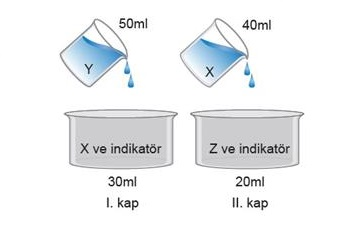 50ml
40ml
Y
X
X ve indikatör
Z ve indikatör
30ml
20ml
I. kap
II. kap